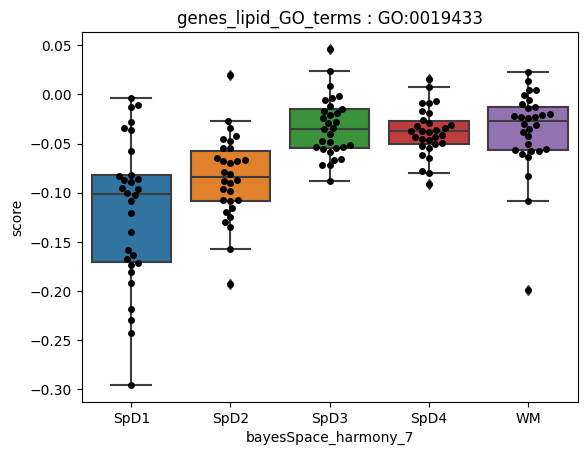 genes_lipid_GO_terms : GO:0019433
0.05
0.00
−0.05
−0.10
−0.15
−0.20
−0.25
−0.30
score
SpD1 SpD2 SpD3 SpD4 WM
bayesSpace_harmony_7